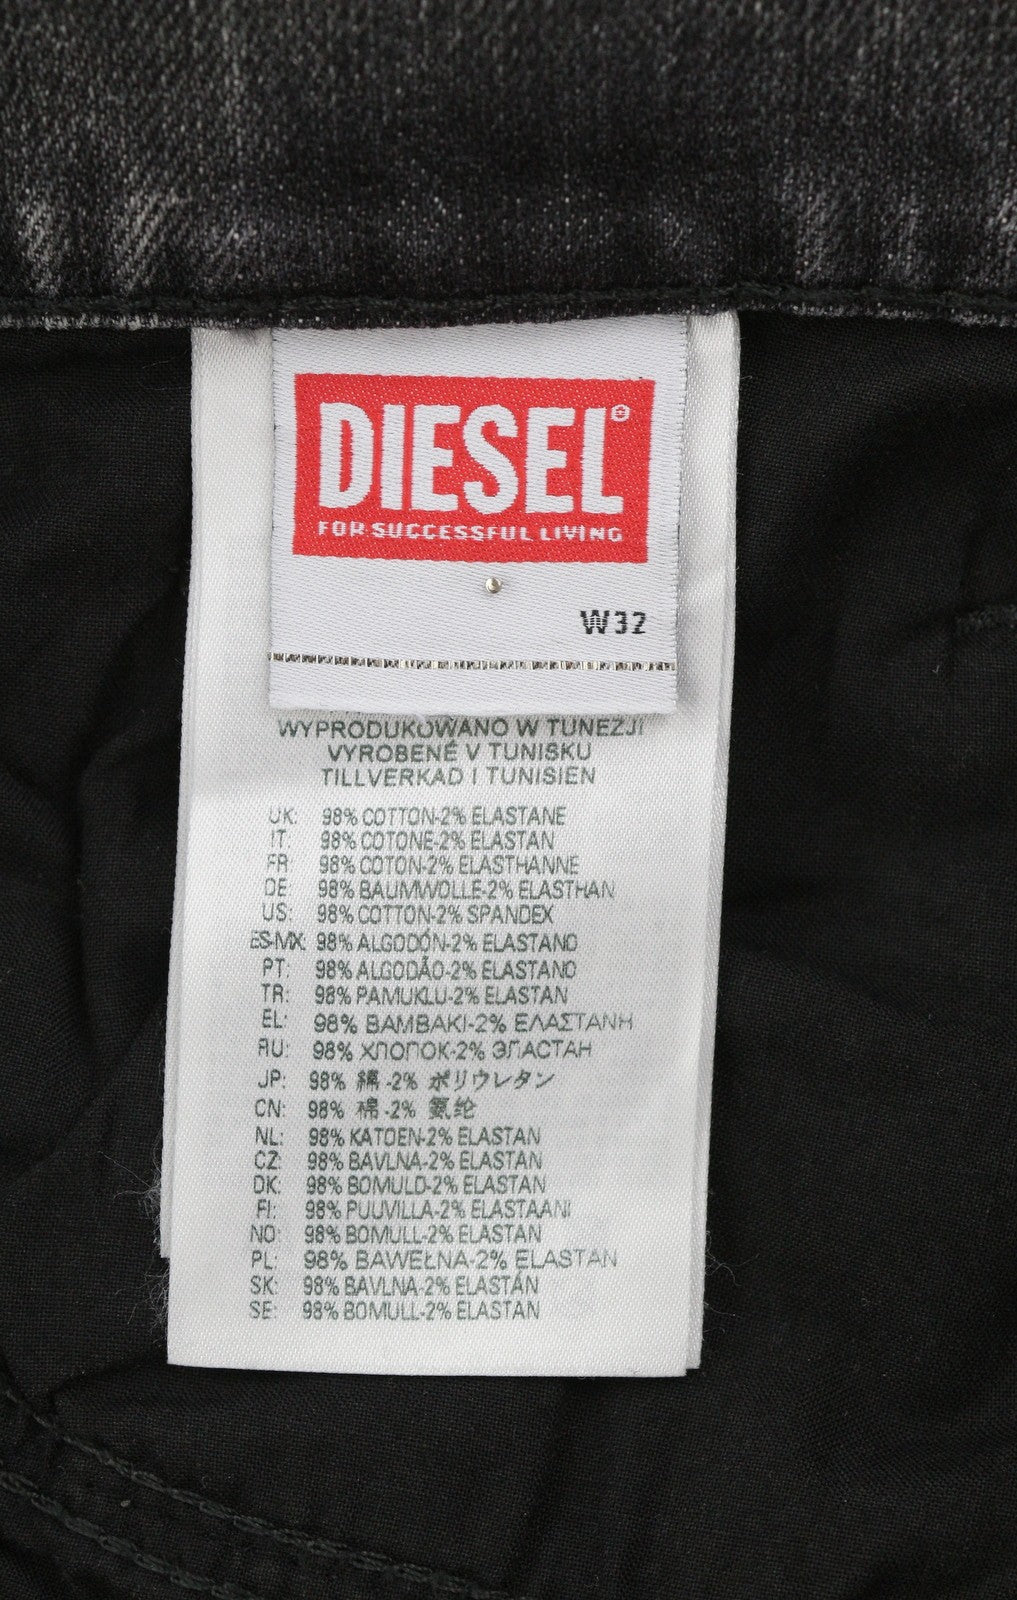 DIESEL®
FOR SUCCESSFUL LIVING
W32
WYPRODUKOWANO W TUNEZJI
VYROBENÉ V TUNISKU
TILLVERKAD I TUNISIEN
UK: 98% COTTON-2% ELASTANE
IT: 98% COTONE-2% ELASTAN
FR: 98% COTON-2% ELASTHANNE
DE: 98% BAUMWOLLE-2% ELASTHAN
US: 98% COTTON-2% SPANDEX
ES-MX: 98% ALGODÓN-2% ELASTANO
PT: 98% ALGODÃO-2% ELASTANO
TR: 98% PAMUKLU-2% ELASTAN
EL: 98% ΒΑΜΒΑΚΙ-2% ΕΛΑΣΤΑΝΗ
RU: 98% ХЛОПОК-2% ЭЛАСТАН
JP: 98% 綿 -2% ポリウレタン
CN: 98% 棉 -2% 氨纶
NL: 98% KATOEN-2% ELASTAN
CZ: 98% BAVLNA-2% ELASTAN
DK: 98% BOMULD-2% ELASTAN
FI: 98% PUUVILLA-2% ELASTAANI
NO: 98% BOMULL-2% ELASTAN
PL: 98% BAWEŁNA-2% ELASTAN
SK: 98% BAVLNA-2% ELASTÁN
SE: 98% BOMULL-2% ELASTAN